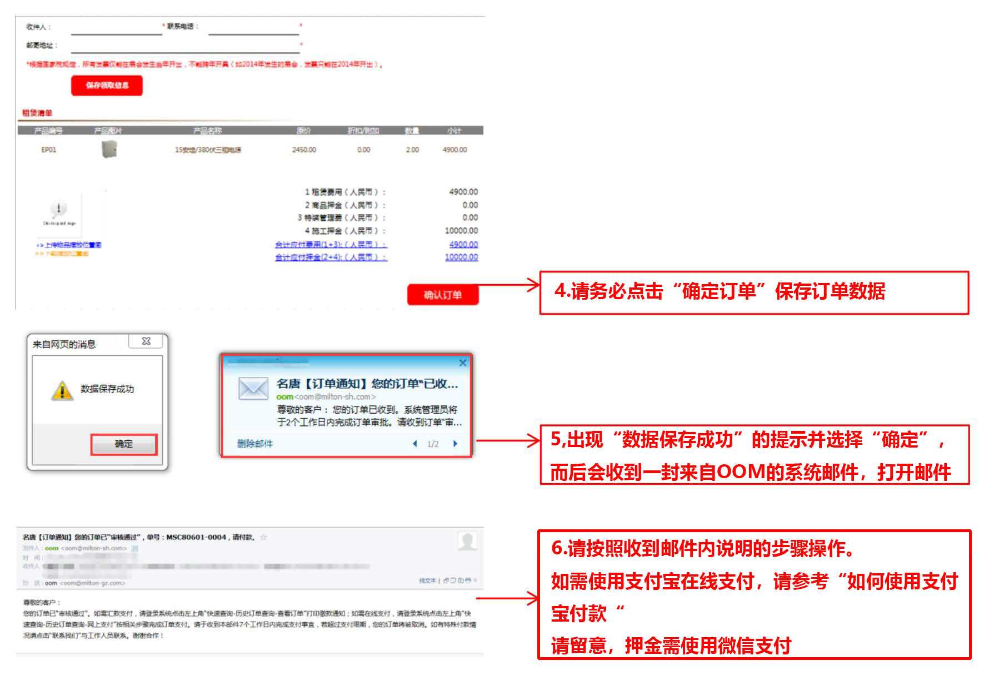 收件人：
* 联系电话：
*
邮寄地址：
*
*根据国家税规定，所有发票仅能在展会发生当年开出，不能跨年开具（如2014年发生的展会，发票只能在2014年开出）。
保存领取信息
租赁清单
产品编号 产品图片 产品名称 原价 折扣/附加 数量 小计
EP01 15安培/380伏三相电源 2450.00 0.00 2.00 4900.00
1 租赁费用（人民币）： 4900.00
2 商品押金（人民币）： 0.00
3 特装管理费（人民币）： 0.00
4 施工押金（人民币）： 10000.00
>>上传物品摆放位置图
合计应付费用(1+3):（人民币）： 4900.00
合计应付押金(2+4):（人民币）： 10000.00
确认订单
4.请务必点击“确定订单”保存订单数据
来自网页的消息
数据保存成功
确定
名唐【订单通知】您的订单“已收...
oom<oom@milton-sh.com>
尊敬的客户：您的订单已收到。系统管理员将
于2个工作日内完成订单审批。请收到订单“审...
删除邮件
1/2
5,出现“数据保存成功”的提示并选择“确定”，
而后会收到一封来自OOM的系统邮件，打开邮件
名唐【订单通知】您的订单已“审核通过”，单号：MSC80601-0004，请付款。☆
发件人：oom <oom@milton-sh.com>
时 间：
收件人：
抄 送：oom <oom@milton-gz.com>
纯文本 |
尊敬的客户：
您的订单已“审核通过”。如需汇款支付，请登录系统点击左上角“快速查询-历史订单查询-查看订单”打印缴款通知；如需在线支付，请登录系统点击左上角“快
速查询-历史订单查询-网上支付”按相关步骤完成订单支付。请于收到本邮件7个工作日内完成支付事宜，若超过支付限期，您的订单将被取消。如有特殊付款情
况请点击“联系我们”与工作人员联系。谢谢合作！
6.请按照收到邮件内说明的步骤操作。
如需使用支付宝在线支付，请参考“如何使用支付
宝付款“
请留意，押金需使用微信支付